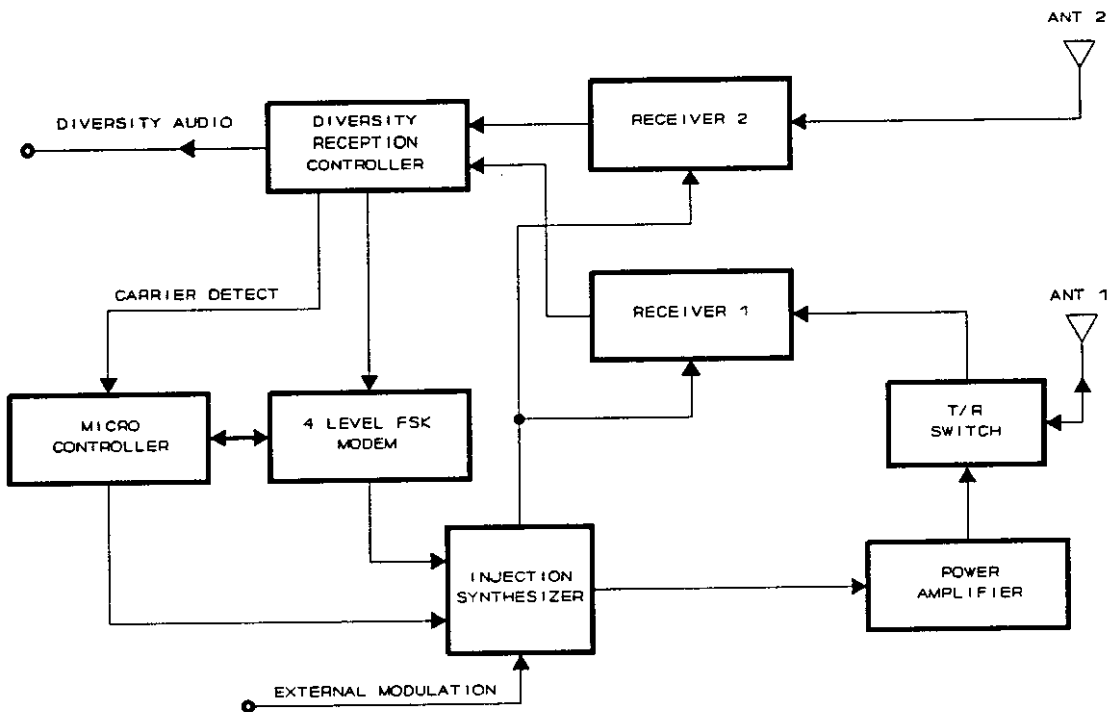 ANT 2
DIVERSITY AUDIO
DIVERSITY
RECEPTION
CONTROLLER
RECEIVER 2
CARRIER DETECT
RECEIVER 1
ANT 1
MICRO
CONTROLLER
4 LEVEL FSK
MODEM
T/R
SWITCH
INJECTION
SYNTHESIZER
POWER
AMPLIFIER
EXTERNAL MODULATION